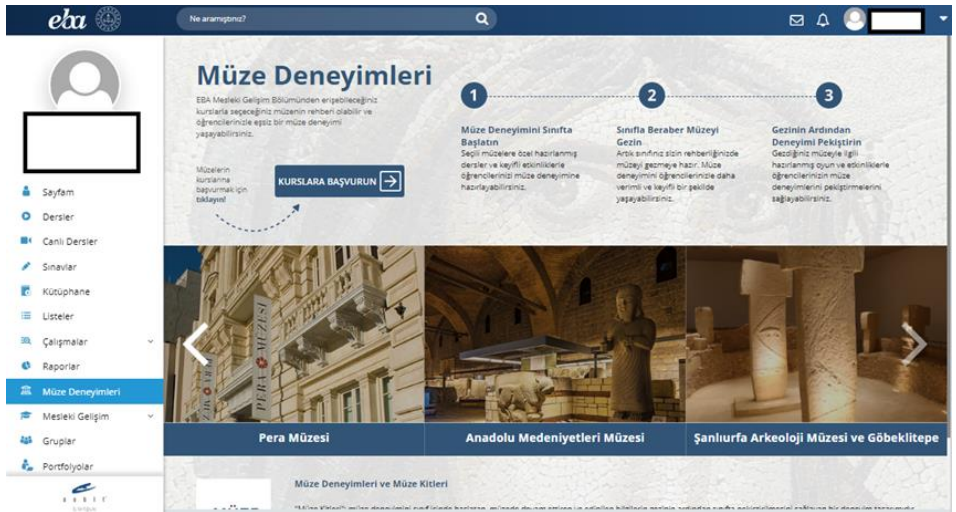 eba
Ne aramıştınız?
Sayfam
Dersler
Canlı Dersler
Sınavlar
Kütüphane
Listeler
Çalışmalar
Raporlar
Müze Deneyimleri
Mesleki Gelişim
Gruplar
Portfolyolar
Müze Deneyimleri
EBA Mesleki Gelişim Bölümünden erişebileceğiniz
kurslarla seçeceğiniz müzenin rehberi olabilir ve
öğrencilerinizle eşsiz bir müze deneyimi
yaşayabilirsiniz.
Müzelerin
kurslarına
başvurmak için
tıklayın!
KURSLARA BAŞVURUN
1
Müze Deneyimini Sınıfta
Başlatın
Seçili müzelere özel hazırlanmış
dersler ve keyifli etkinliklerle
öğrencilerinizi müze deneyimine
hazırlayabilirsiniz.
2
Sınıfla Beraber Müzeyi
Gezin
Artık sınıfınız sizin rehberliğinizde
müzeyi gezmeye hazır. Müze
deneyimini öğrencilerinizle daha
verimli ve keyifli bir şekilde
yaşayabilirsiniz.
3
Gezinin Ardından
Deneyimi Pekiştirin
Gezdiğiniz müzeyle ilgili
hazırlanmış oyun ve etkinliklerle
öğrencilerinizin müze
deneyimlerini pekiştirmelerini
sağlayabilirsiniz.
PERA MÜZESİ
Pera Müzesi
Anadolu Medeniyetleri Müzesi
Şanlıurfa Arkeoloji Müzesi ve Göbeklitepe
Müze Deneyimleri ve Müze Kitleri